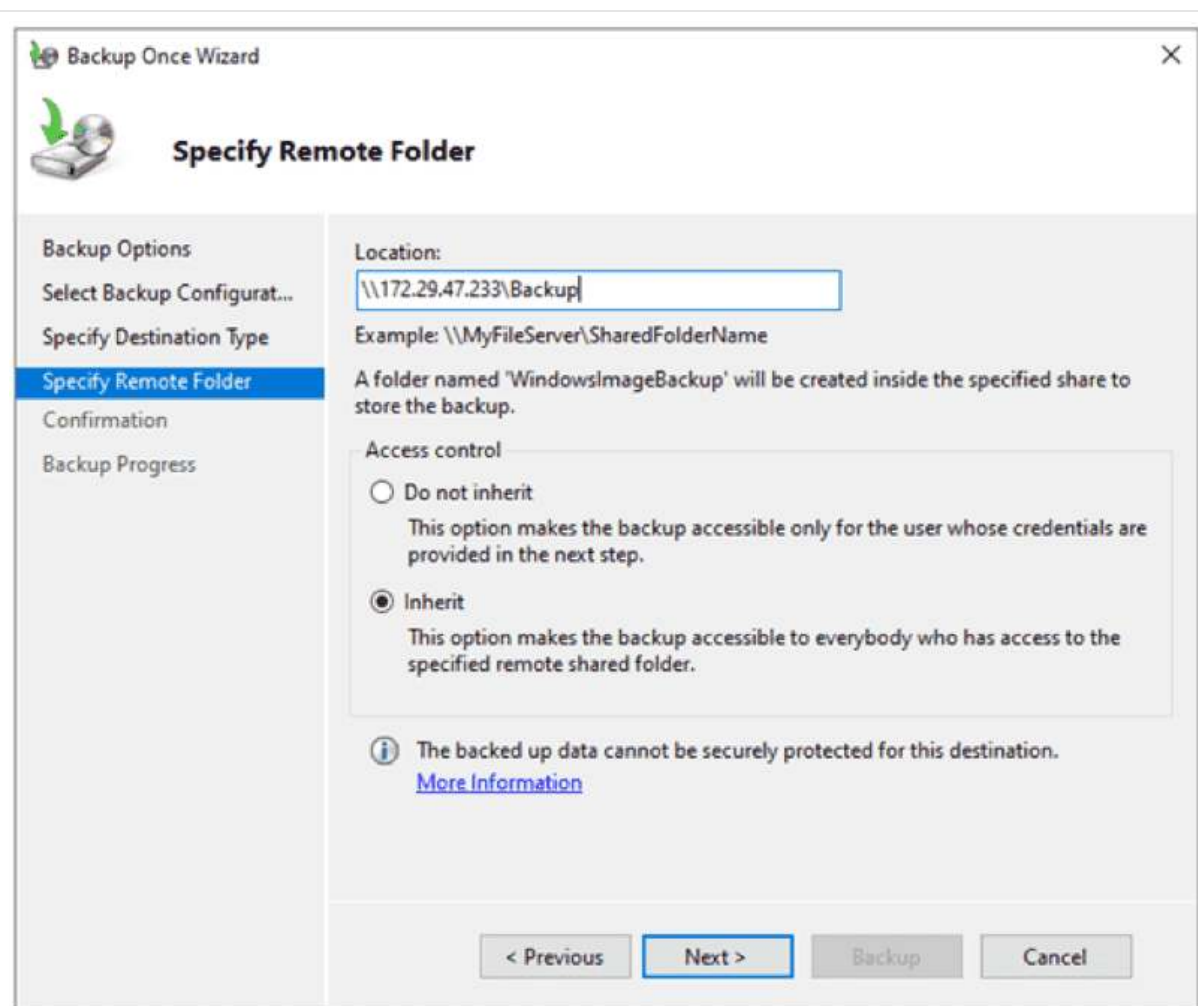 Backup Once Wizard
Specify Remote Folder
Backup Options
Select Backup Configurat...
Specify Destination Type
Specify Remote Folder
Confirmation
Backup Progress
Location:
\\172.29.47.233\Backup
Example: \\MyFileServer\SharedFolderName
A folder named 'WindowsImageBackup' will be created inside the specified share to
store the backup.
Access control
Do not inherit
This option makes the backup accessible only for the user whose credentials are
provided in the next step.
Inherit
This option makes the backup accessible to everybody who has access to the
specified remote shared folder.
The backed up data cannot be securely protected for this destination.
More Information
< Previous
Next >
Backup
Cancel